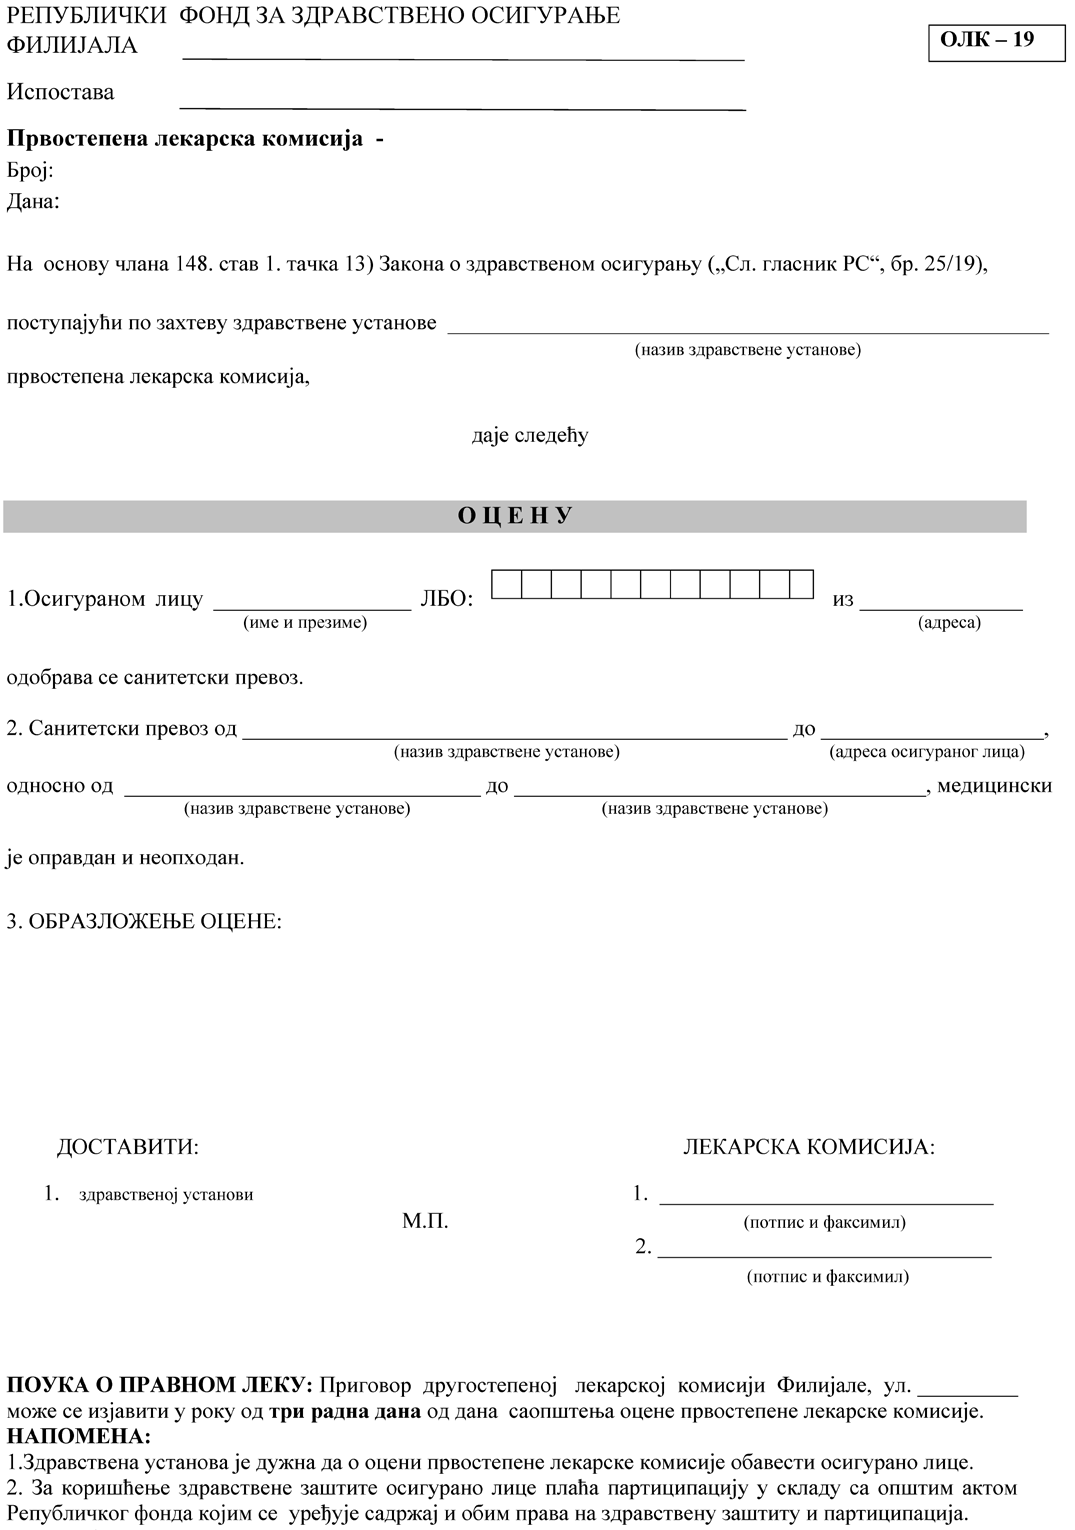 РЕПУБЛИЧКИ ФОНД ЗА ЗДРАВСТВЕНО ОСИГУРАЊЕ
ФИЛИЈАЛА
ОЛК – 19
Испостава
Првостепена лекарска комисија -
Број:
Дана:
На основу члана 148. став 1. тачка 13) Закона о здравственом осигурању („Сл. гласник РС“, бр. 25/19),
поступајући по захтеву здравствене установе
(назив здравствене установе)
првостепена лекарска комисија,
даје следећу
О Ц Е Н У
1.Осигураном лицу ЛБО: из
(име и презиме) (адреса)
одобрава се санитетски превоз.
2. Санитетски превоз од до ,
(назив здравствене установе) (адреса осигураног лица)
односно од до , медицински
(назив здравствене установе) (назив здравствене установе)
је оправдан и неопходан.
3. ОБРАЗЛОЖЕЊЕ ОЦЕНЕ:
ДОСТАВИТИ: ЛЕКАРСКА КОМИСИЈА:
1. здравственој установи 1.
М.П. (потпис и факсимил)
2.
(потпис и факсимил)
ПОУКА О ПРАВНОМ ЛЕКУ: Приговор другостепеној лекарској комисији Филијале, ул.
може се изјавити у року од три радна дана од дана саопштења оцене првостепене лекарске комисије.
НАПОМЕНА:
1.Здравствена установа је дужна да о оцени првостепене лекарске комисије обавести осигурано лице.
2. За коришћење здравствене заштите осигурано лице плаћа партиципацију у складу са општим актом
Републичког фонда којим се уређује садржај и обим права на здравствену заштиту и партиципација.